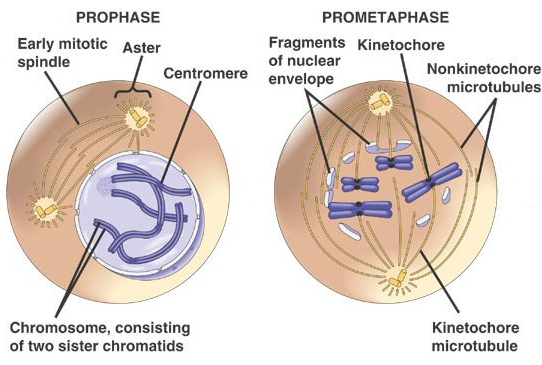 PROPHASE
Early mitotic
spindle
Aster
Centromere
Chromosome, consisting
of two sister chromatids
PROMETAPHASE
Fragments
of nuclear
envelope
Kinetochore
Nonkinetochore
microtubules
Kinetochore
microtubule